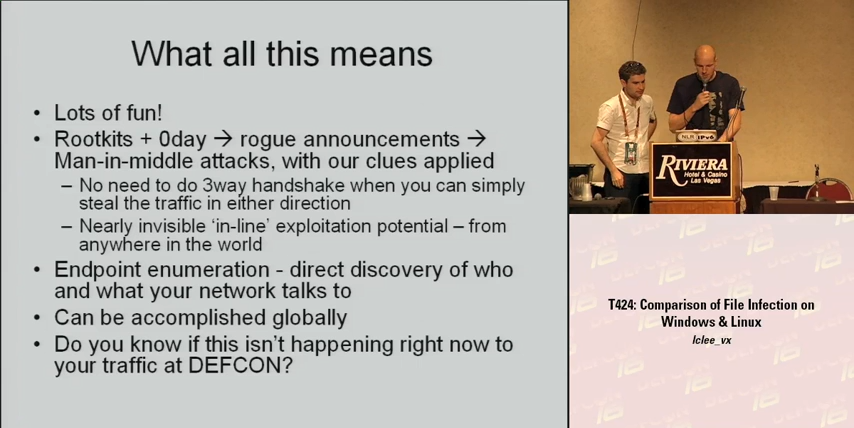 What all this means
• Lots of fun!
• Rootkits + 0day → rogue announcements →
Man-in-middle attacks, with our clues applied
– No need to do 3way handshake when you can simply
steal the traffic in either direction
– Nearly invisible 'in-line' exploitation potential – from
anywhere in the world
• Endpoint enumeration - direct discovery of who
and what your network talks to
• Can be accomplished globally
• Do you know if this isn't happening right now to
your traffic at DEFCON?
NLR IPv6
RIVIERA
Hotel & Casino
Las Vegas
T424: Comparison of File Infection on
Windows & Linux
lclee_vx